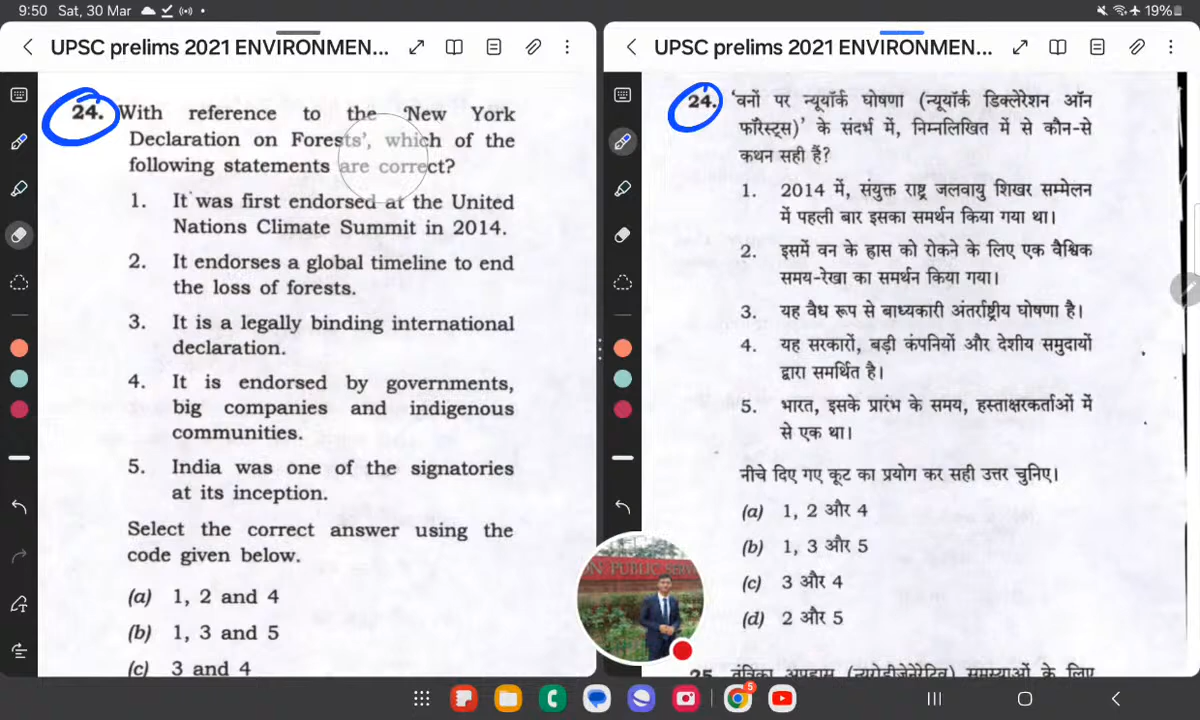 9:50 Sat, 30 Mar
19%
UPSC prelims 2021 ENVIRONMEN...
24. With reference to the 'New York
Declaration on Forests', which of the
following statements are correct?
1. It was first endorsed at the United
Nations Climate Summit in 2014.
2. It endorses a global timeline to end
the loss of forests.
3. It is a legally binding international
declaration.
4. It is endorsed by governments,
big companies and indigenous
communities.
5. India was one of the signatories
at its inception.
Select the correct answer using the
code given below.
(a) 1, 2 and 4
(b) 1, 3 and 5
(c) 3 and 4
UPSC prelims 2021 ENVIRONMEN...
24. 'वनों पर न्यूयॉर्क घोषणा (न्यूयॉर्क डिक्लेरेशन ऑन
फॉरेस्ट्स)' के संदर्भ में, निम्नलिखित में से कौन-से
कथन सही हैं?
1. 2014 में, संयुक्त राष्ट्र जलवायु शिखर सम्मेलन
में पहली बार इसका समर्थन किया गया था।
2. इसमें वन के ह्रास को रोकने के लिए एक वैश्विक
समय-रेखा का समर्थन किया गया।
3. यह वैध रूप से बाध्यकारी अंतर्राष्ट्रीय घोषणा है।
4. यह सरकारों, बड़ी कंपनियों और देशीय समुदायों
द्वारा समर्थित है।
5. भारत, इसके प्रारंभ के समय, हस्ताक्षरकर्ताओं में
से एक था।
नीचे दिए गए कूट का प्रयोग कर सही उत्तर चुनिए।
(a) 1, 2 और 4
(b) 1, 3 और 5
(c) 3 और 4
(d) 2 और 5
25. तंत्रिका अपह्रास (न्यूरोडीजेनेरेटिव) समस्याओं के लिए
ON PUBLIC SERV
5